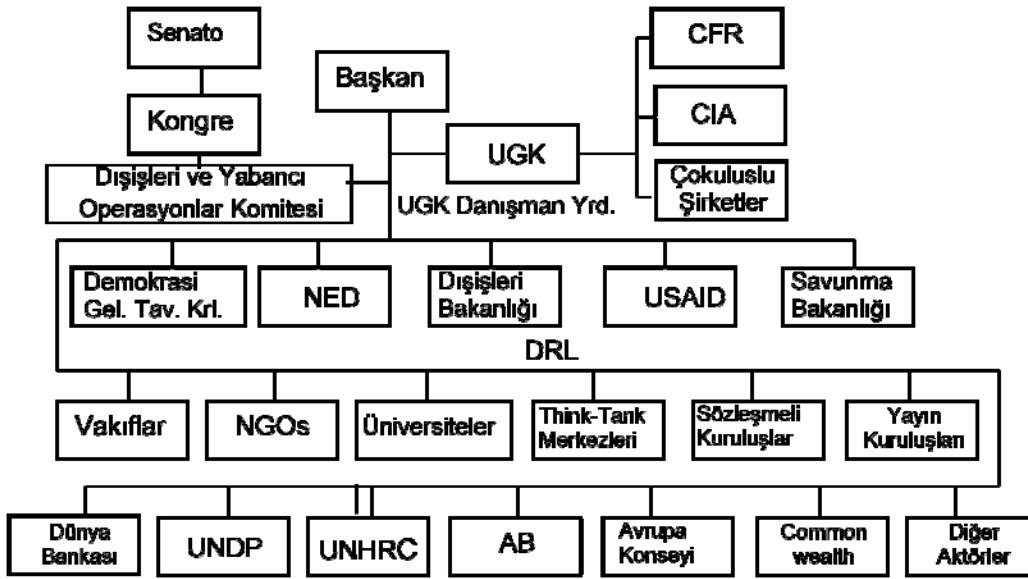 Senato
CFR
Başkan
CIA
Kongre
UGK
Dışişleri ve Yabancı
Operasyonlar Komitesi
Çokuluslu
Şirketler
UGK Danışman Yrd.
Demokrasi
Gel. Tav. Krl.
NED
Dışişleri
Bakanlığı
USAID
Savunma
Bakanlığı
DRL
Vakıflar
NGOs
Üniversiteler
Think-Tank
Merkezleri
Sözleşmeli
Kuruluşlar
Yayın
Kuruluşları
Dünya
Bankası
UNDP
UNHRC
AB
Avrupa
Konseyi
Common
wealth
Diğer
Aktörler